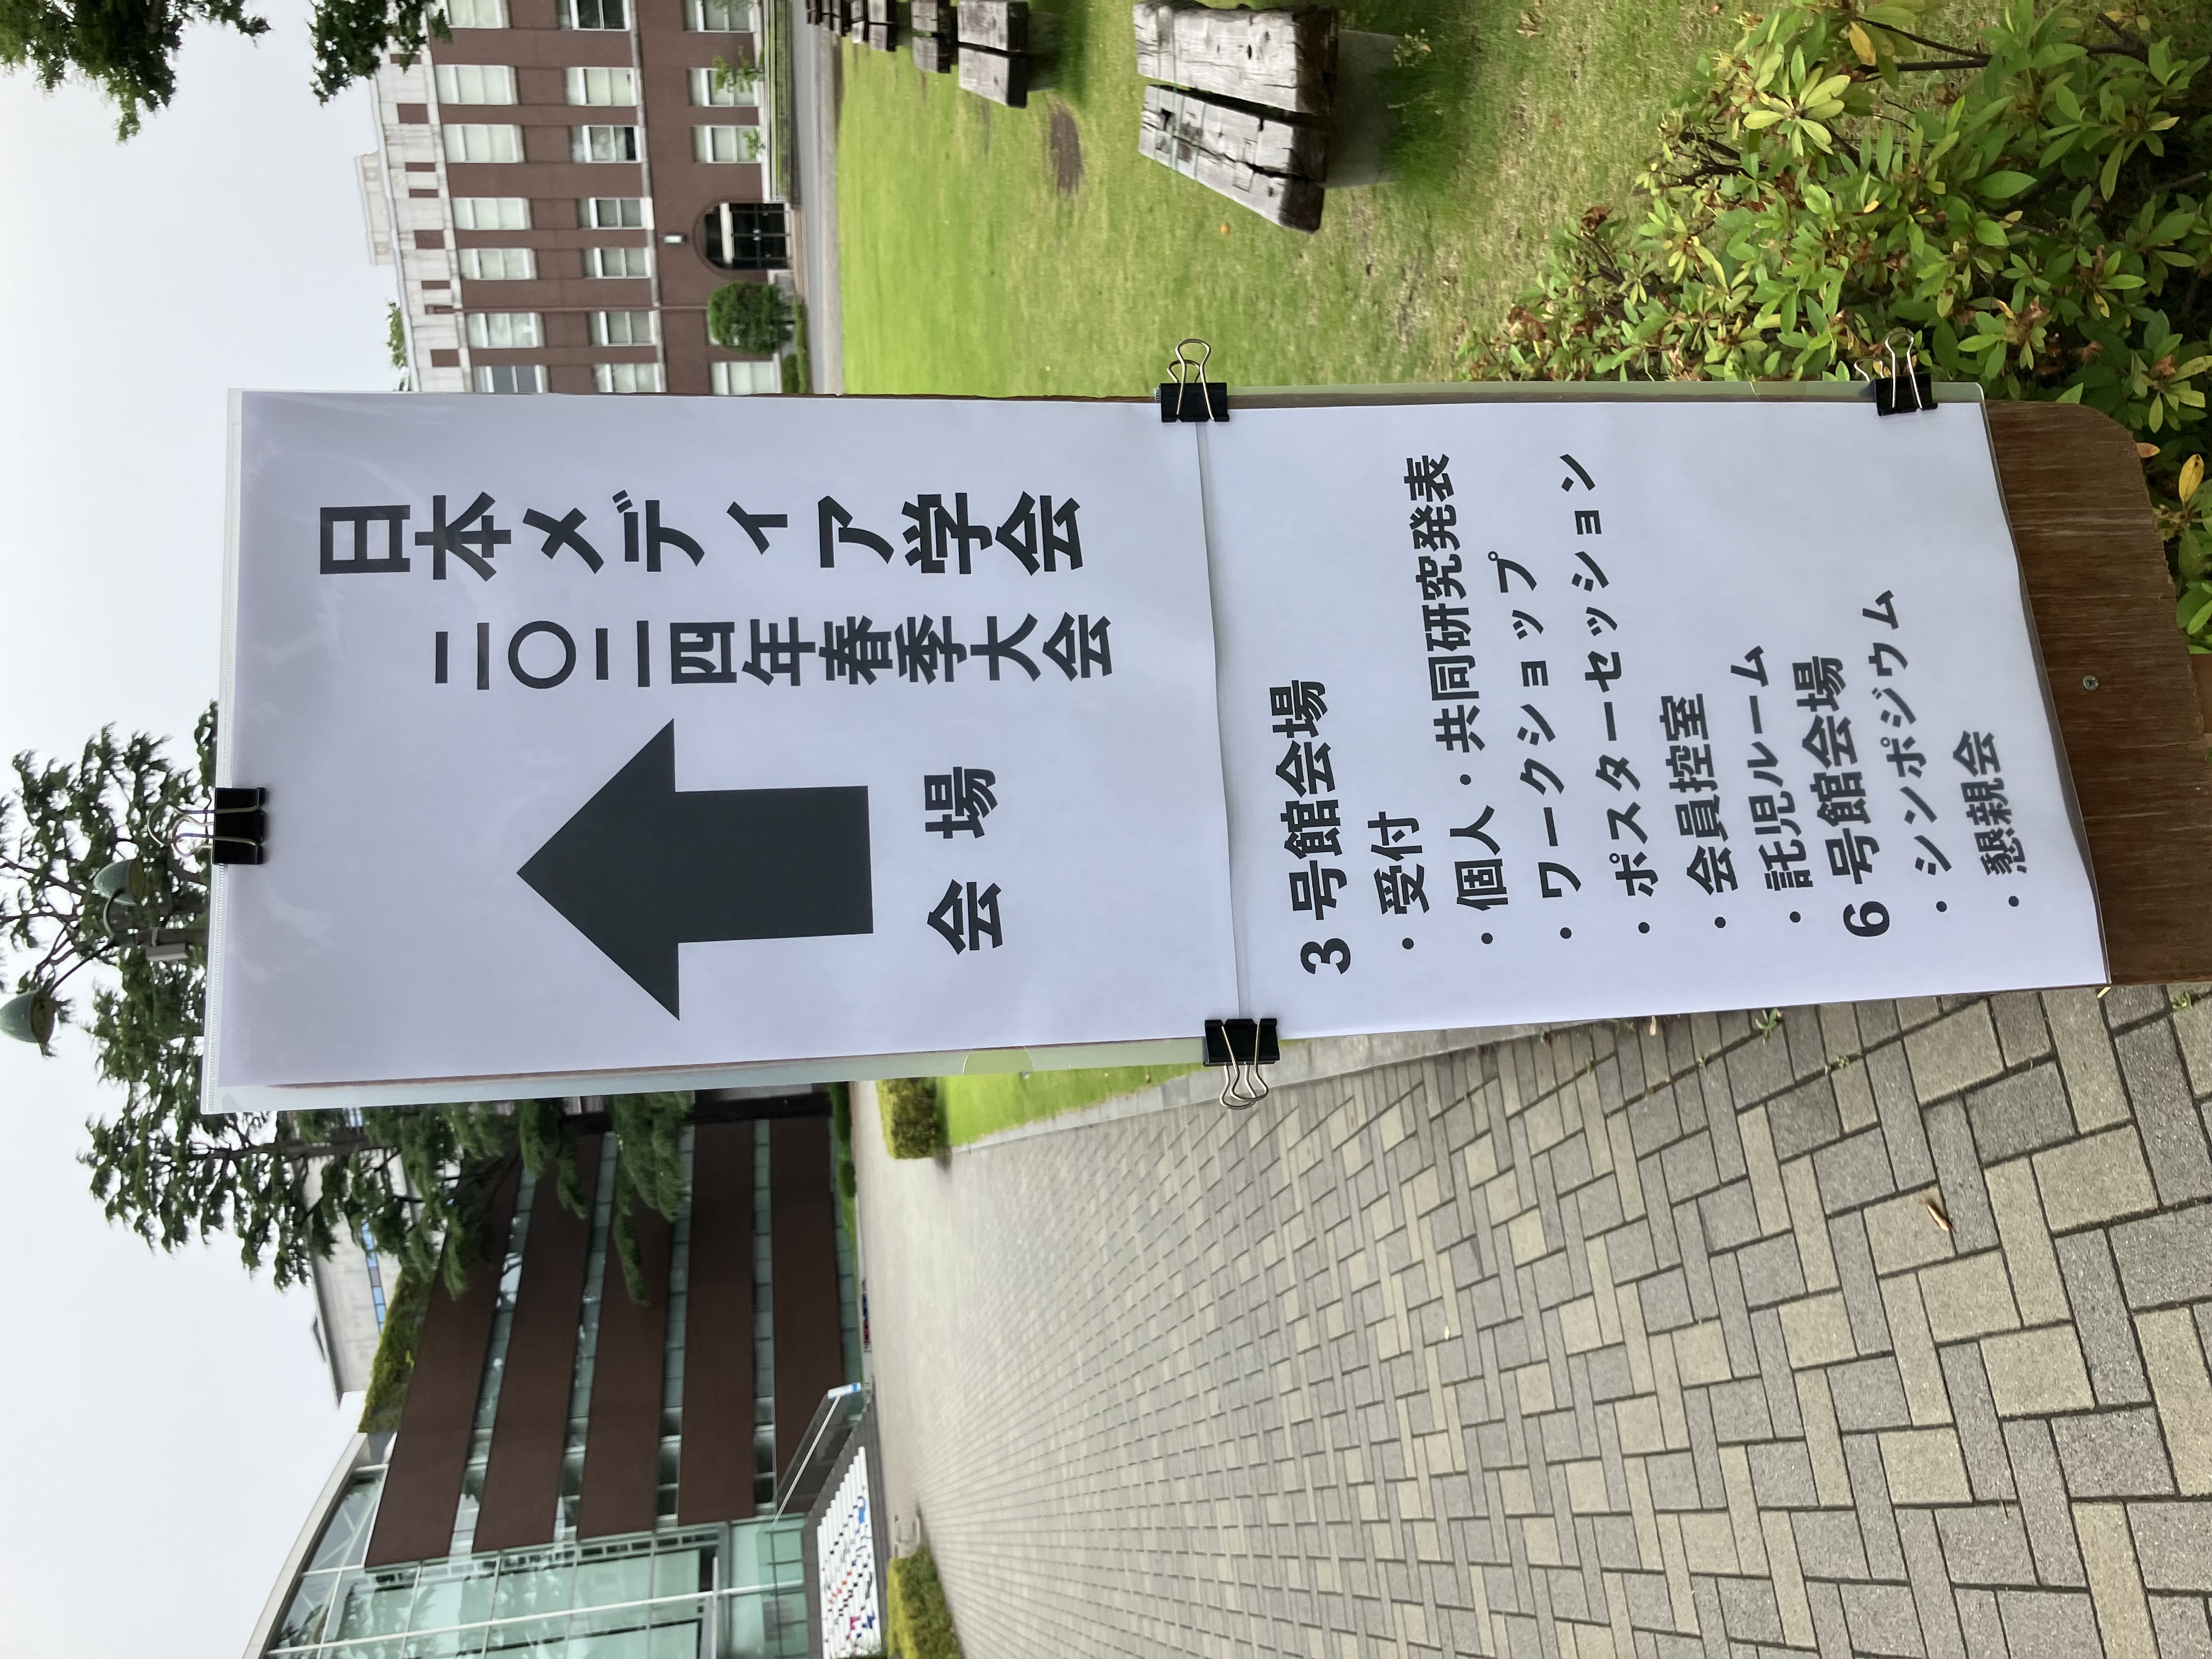 日本メディア学会
二〇二四年春季大会
会場
3号館会場
・受付
・個人・共同研究発表
・ワークショップ
・ポスターセッション
・会員控室
・託児ルーム
6号館会場
・シンポジウム
・懇親会